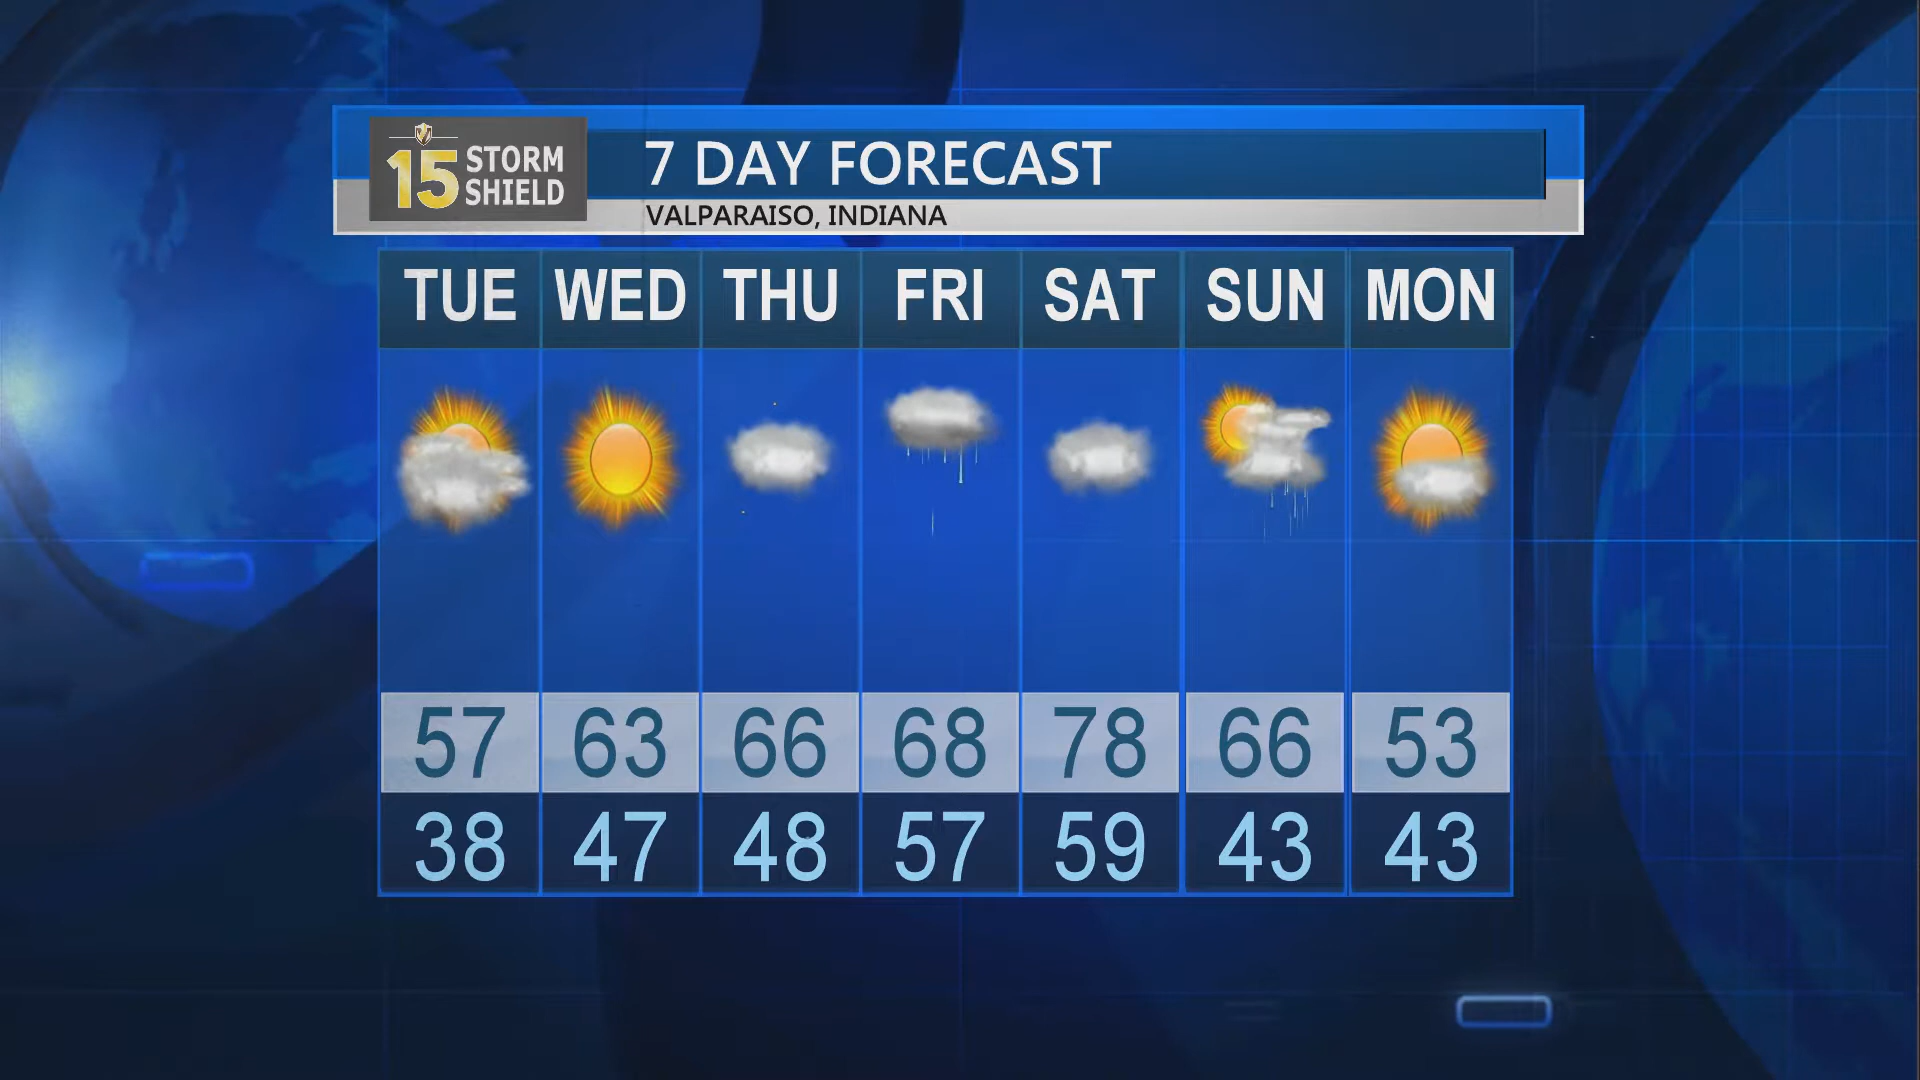 15 STORM SHIELD
7 DAY FORECAST
VALPARAISO, INDIANA
TUE WED THU FRI SAT SUN MON
57 63 66 68 78 66 53
38 47 48 57 59 43 43